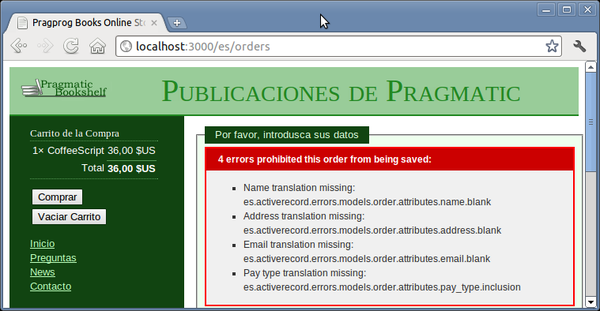 Pragprog Books Online St
localhost:3000/es/orders
Pragmatic
Bookshelf
Publicaciones de Pragmatic
Carrito de la Compra
1× CoffeeScript 36,00 $US
Total 36,00 $US
Comprar
Vaciar Carrito
Inicio
Preguntas
News
Contacto
Por favor, introdusca sus datos
4 errors prohibited this order from being saved:
Name translation missing:
es.activerecord.errors.models.order.attributes.name.blank
Address translation missing:
es.activerecord.errors.models.order.attributes.address.blank
Email translation missing:
es.activerecord.errors.models.order.attributes.email.blank
Pay type translation missing:
es.activerecord.errors.models.order.attributes.pay_type.inclusion